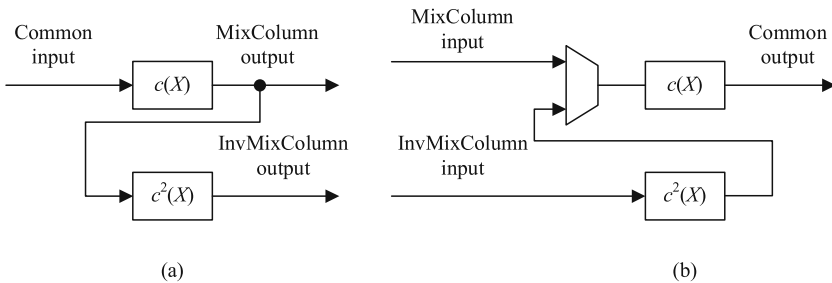 Common
input
MixColumn
output
c(X)
InvMixColumn
output
c²(X)
(a)
MixColumn
input
Common
output
c(X)
InvMixColumn
input
c²(X)
(b)